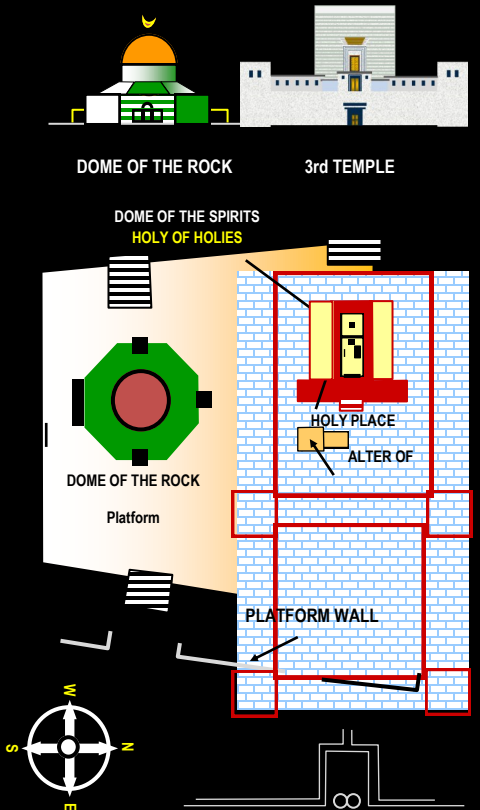 DOME OF THE ROCK
3rd TEMPLE
DOME OF THE SPIRITS
HOLY OF HOLIES
HOLY PLACE
ALTER OF
DOME OF THE ROCK
Platform
PLATFORM WALL
W
S
N
E